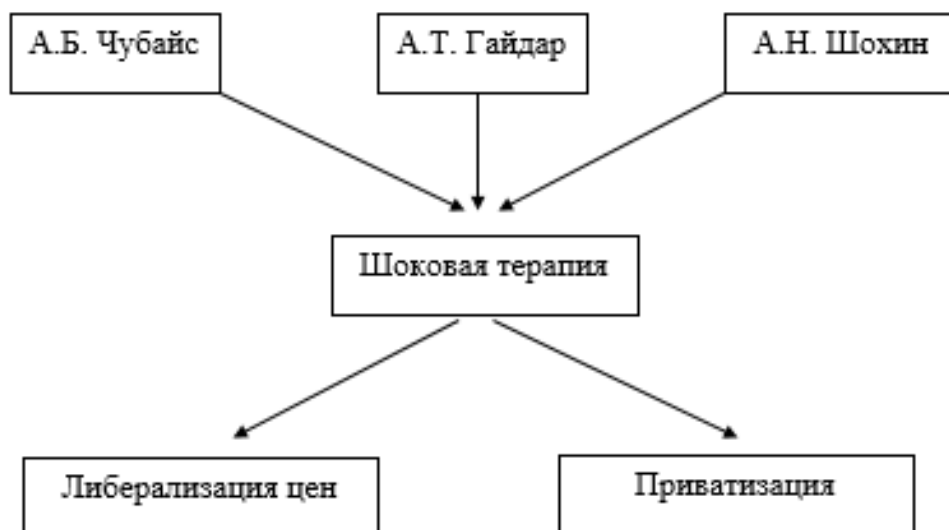 А.Б. Чубайс
А.Т. Гайдар
А.Н. Шохин
Шоковая терапия
Либерализация цен
Приватизация